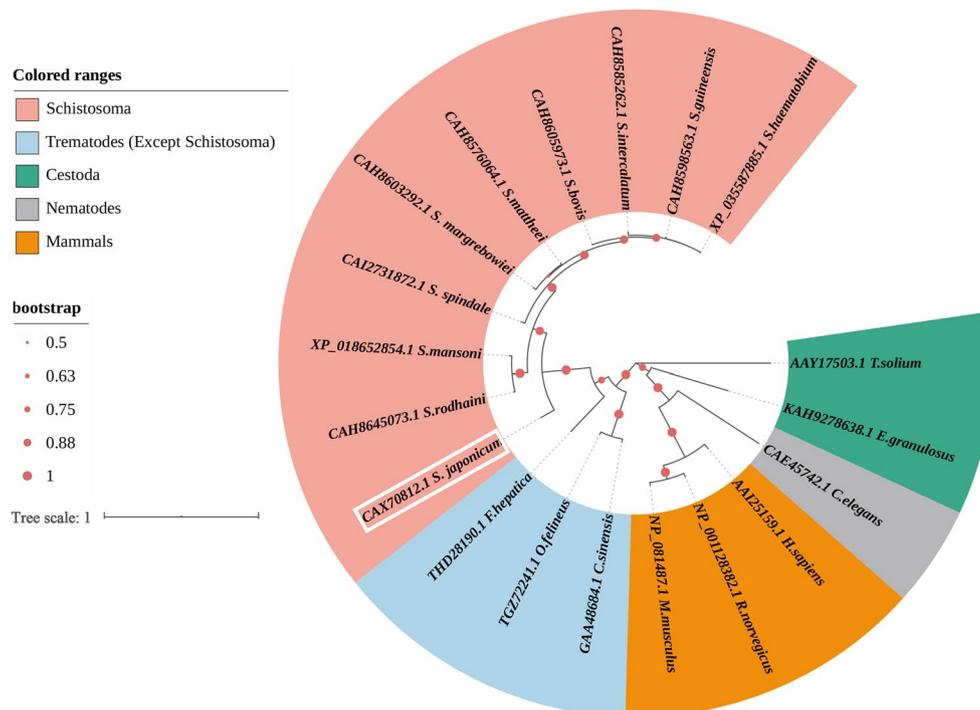 Colored ranges
Schistosoma
Trematodes (Except Schistosoma)
Cestoda
Nematodes
Mammals
bootstrap
0.5
0.63
0.75
0.88
1
Tree scale: 1
XP_035587885.1 S.haematobium
CAH8598563.1 S.guineensis
CAH8585262.1 S.intercalatum
CAH8605973.1 S.bovis
CAH8576064.1 S.mattheei
CAH8603292.1 S. margrebowiei
CAI2731872.1 S. spindale
XP_018652854.1 S.mansoni
CAH8645073.1 S.rodhaini
CAX70812.1 S. japonicum
THD28190.1 F.hepatica
TGZ72241.1 O.felineus
GAA48684.1 C.sinensis
NP_081487.1 M.musculus
NP_001128382.1 R.norvegicus
AAI25159.1 H.sapiens
CAE45742.1 C.elegans
KAH9278638.1 E.granulosus
AAY17503.1 T.solium